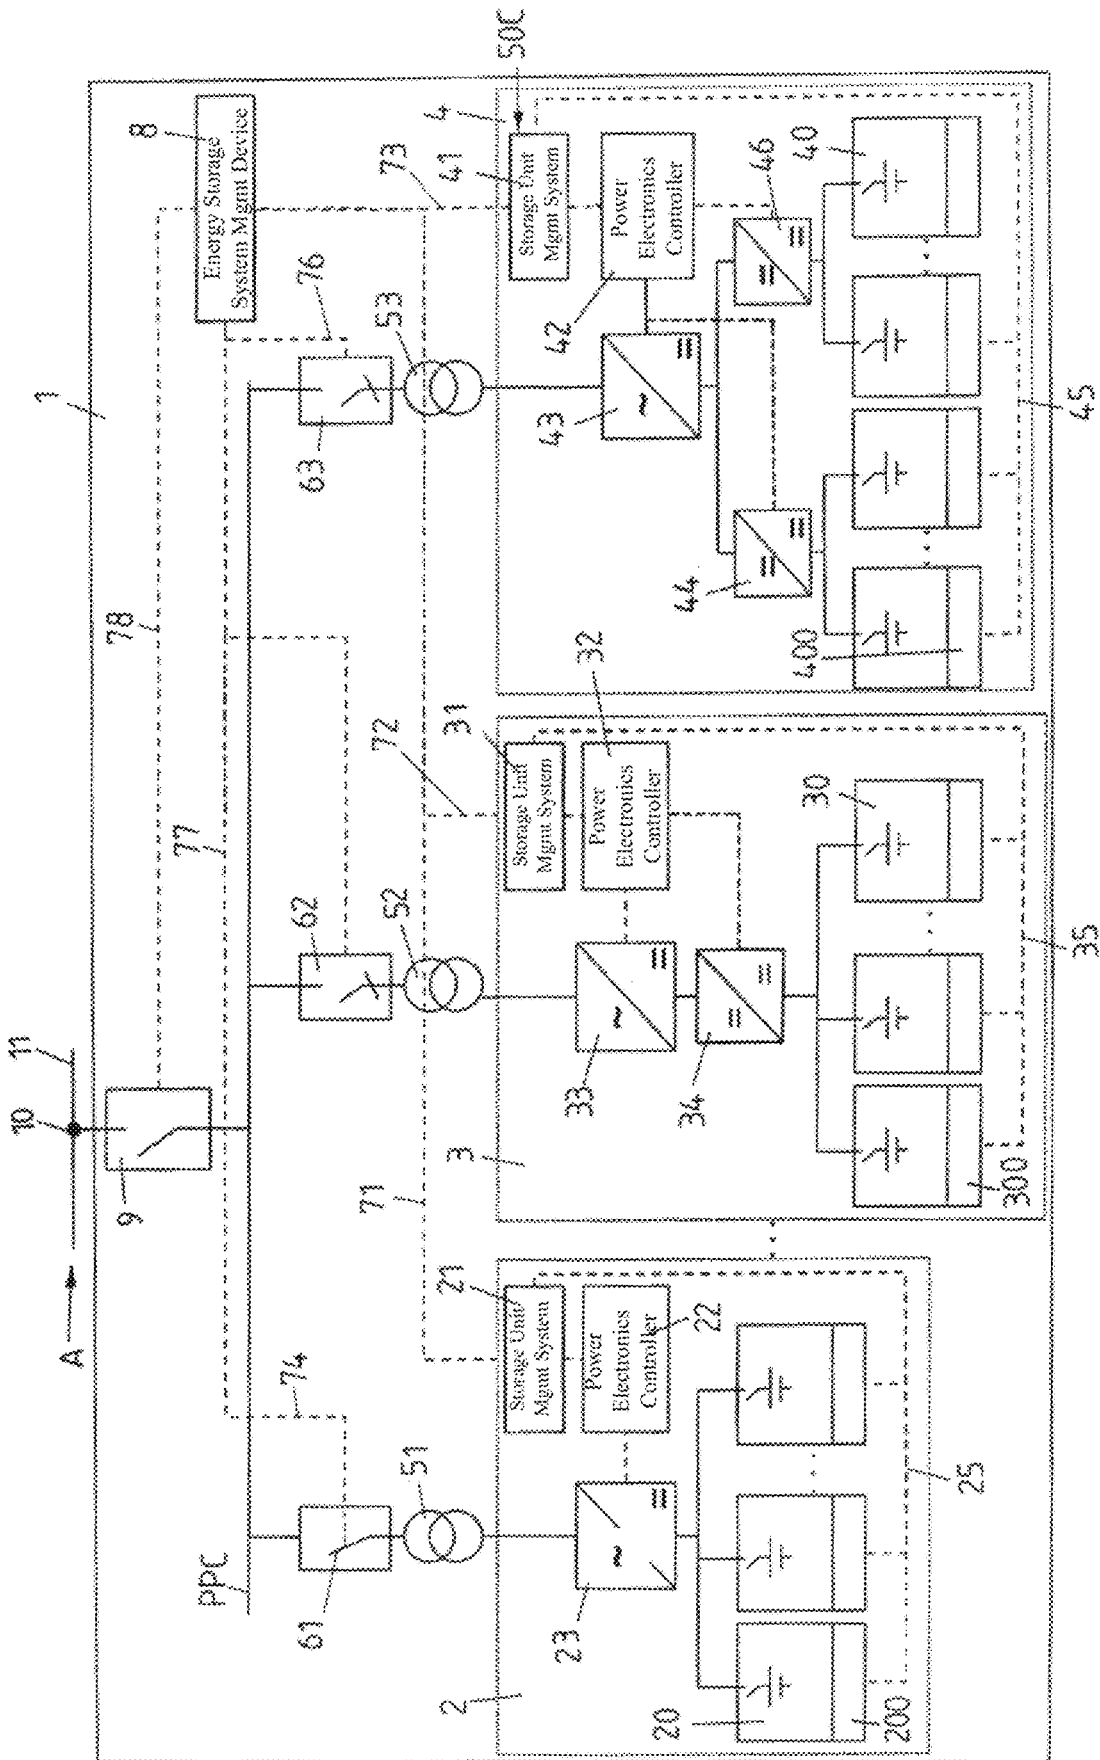 1
A
10
11
9
78
77
8
Energy Storage
System Mgmt Device
PPC
74
76
61
62
63
51
52
53
71
72
73
50C
2
21
Storage Unit
Mgmt System
Power
Electronics
Controller
22
23
20
200
25
3
31
Storage Unit
Mgmt System
Power
Electronics
Controller
32
33
34
30
300
35
4
41
Storage Unit
Mgmt System
Power
Electronics
Controller
42
43
44
46
40
400
45